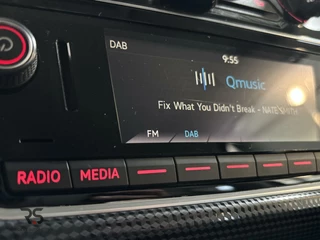 DAB
9:55
Qmusic
Fix What You Didn't Break - NATE SMITH
FM DAB
RADIO MEDIA